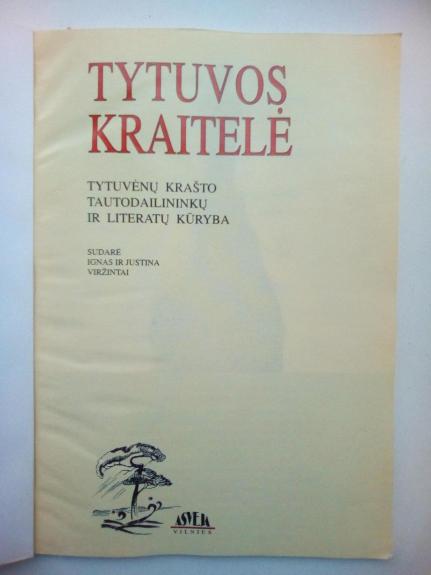 TYTUVOS
KRAITELĖ
TYTUVĖNŲ KRAŠTO
TAUTODAILININKŲ
IR LITERATŲ KŪRYBA
SUDARĖ
IGNAS IR JUSTINA
VIRŽINTAI
ASVEJA
VILNIUS